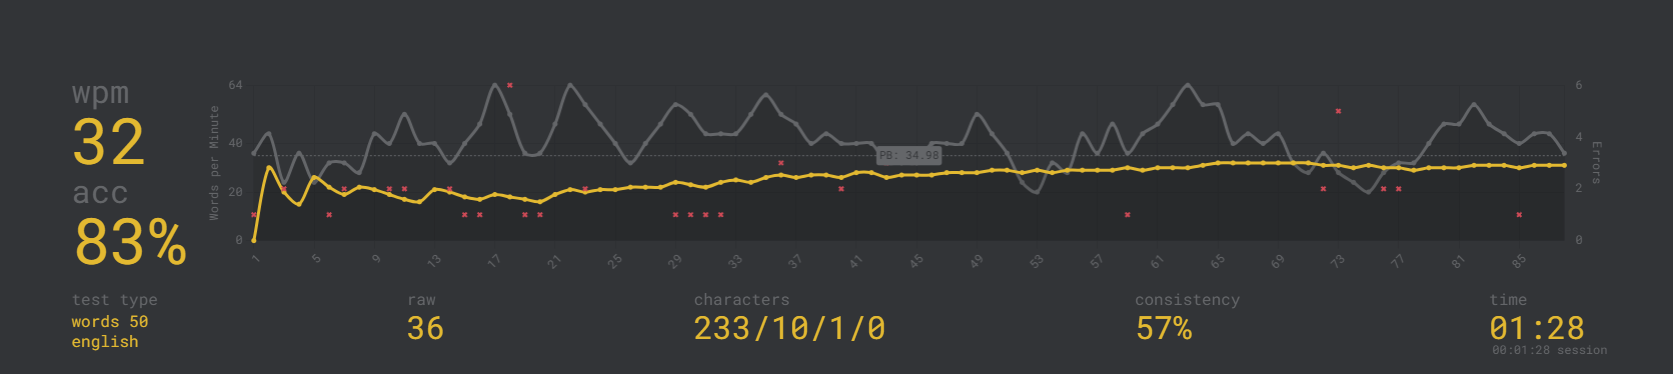 wpm
32
acc
83%
Words per Minute
64
40
20
0
PB: 34.98
6
4
2
0
Errors
1
5
9
13
17
21
25
29
33
37
41
45
49
53
57
61
65
69
73
77
81
85
test type
words 50
english
raw
36
characters
233/10/1/0
consistency
57%
time
01:28
00:01:28 session